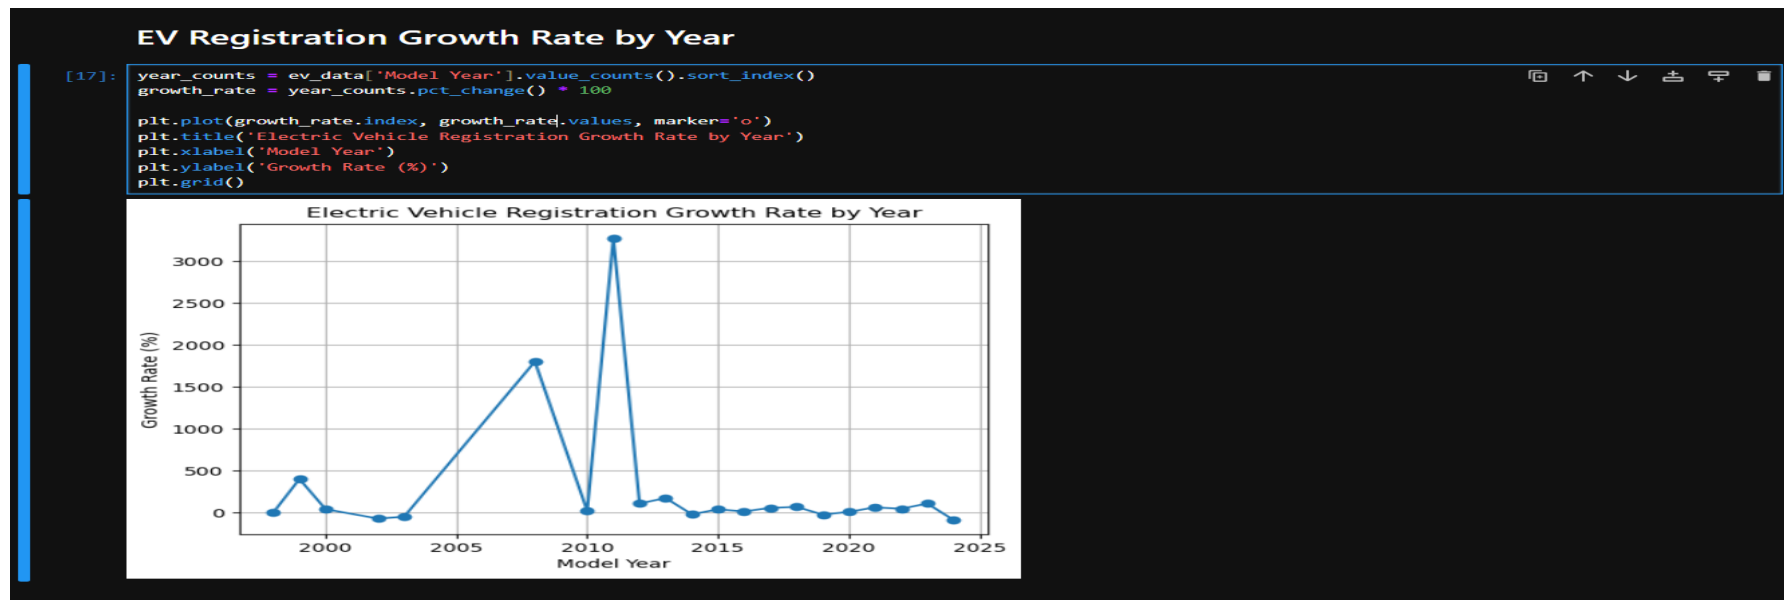 EV Registration Growth Rate by Year
[17]:
year_counts = ev_data['Model Year'].value_counts().sort_index()
growth_rate = year_counts.pct_change() * 100
plt.plot(growth_rate.index, growth_rate.values, marker='o')
plt.title('Electric Vehicle Registration Growth Rate by Year')
plt.xlabel('Model Year')
plt.ylabel('Growth Rate (%)')
plt.grid()
Electric Vehicle Registration Growth Rate by Year
Growth Rate (%)
3000
2500
2000
1500
1000
500
0
2000 2005 2010 2015 2020 2025
Model Year